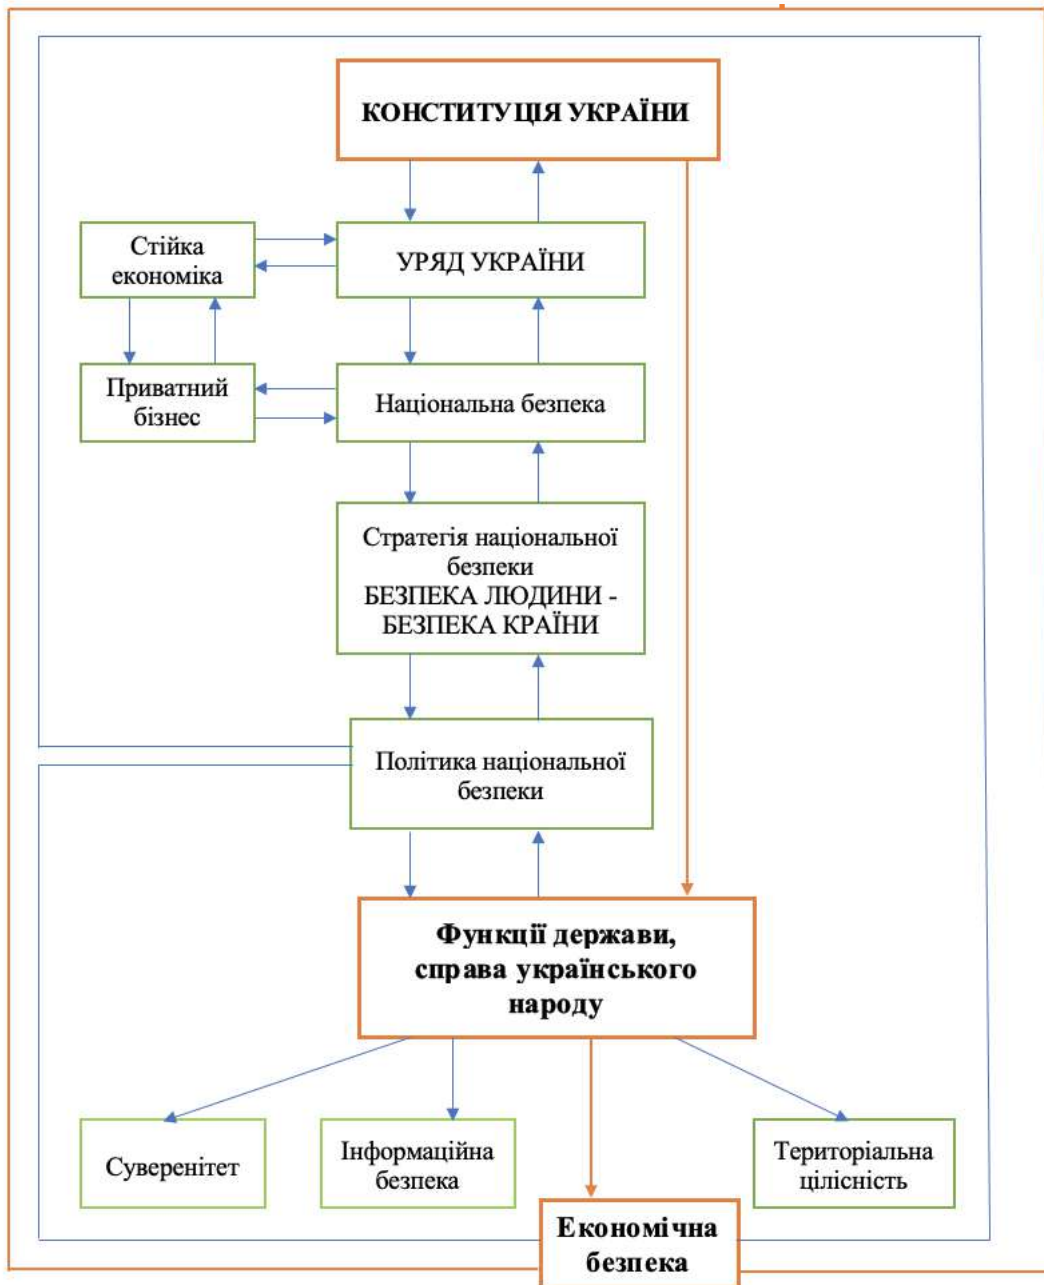 КОНСТИТУЦІЯ УКРАЇНИ
Стійка
економіка
УРЯД УКРАЇНИ
Приватний
бізнес
Національна безпека
Стратегія національної
безпеки
БЕЗПЕКА ЛЮДИНИ -
БЕЗПЕКА КРАЇНИ
Політика національної
безпеки
Функції держави,
справа українського
народу
Суверенітет
Інформаційна
безпека
Територіальна
цілісність
Економічна
безпека